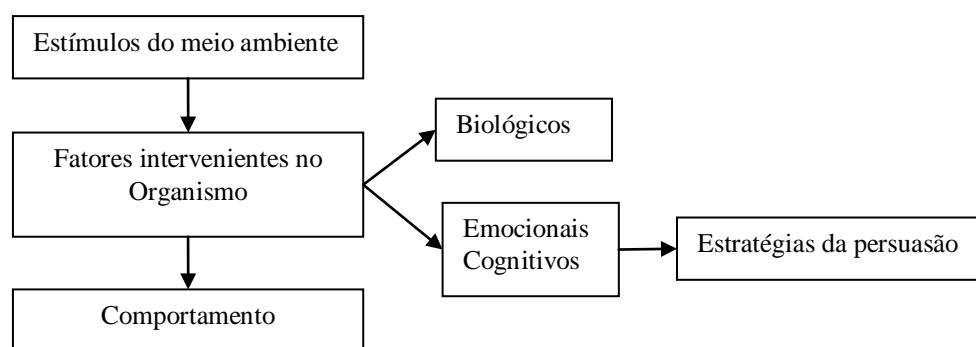 Estímulos do meio ambiente
Fatores intervenientes no
Organismo
Biológicos
Emocionais
Cognitivos
Estratégias da persuasão
Comportamento